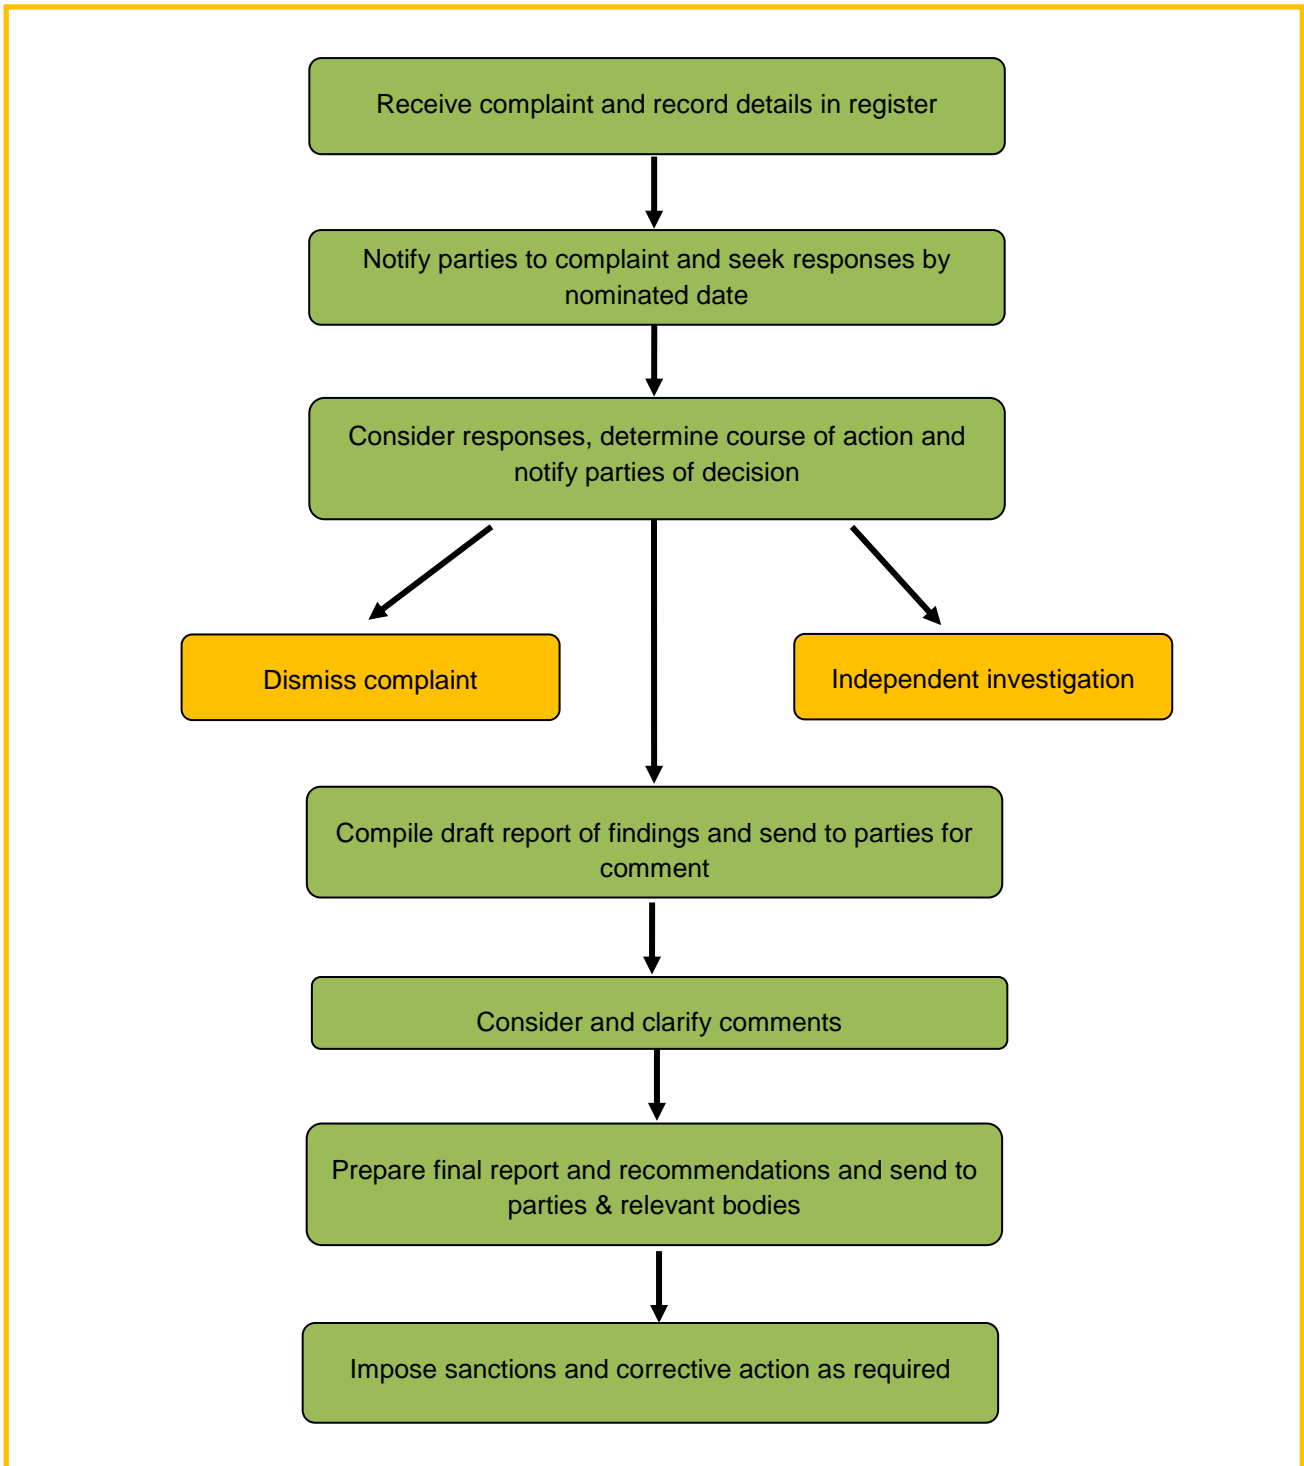 Receive complaint and record details in register
Notify parties to complaint and seek responses by
nominated date
Consider responses, determine course of action and
notify parties of decision
Dismiss complaint
Independent investigation
Compile draft report of findings and send to parties for
comment
Consider and clarify comments
Prepare final report and recommendations and send to
parties & relevant bodies
Impose sanctions and corrective action as required